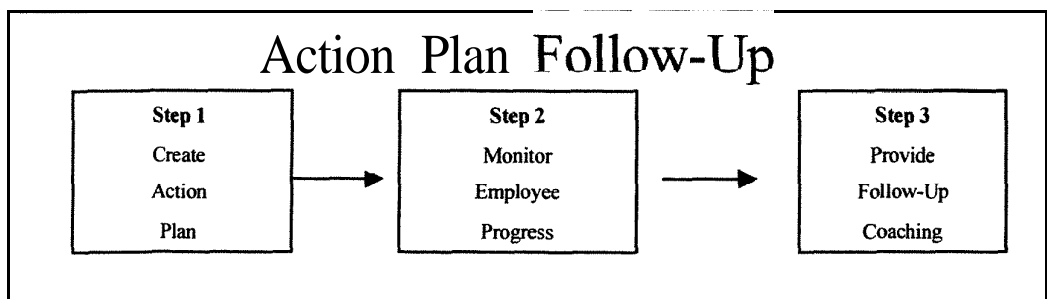 Action Plan Follow-Up
Step 1
Create
Action
Plan
Step 2
Monitor
Employee
Progress
Step 3
Provide
Follow-Up
Coaching